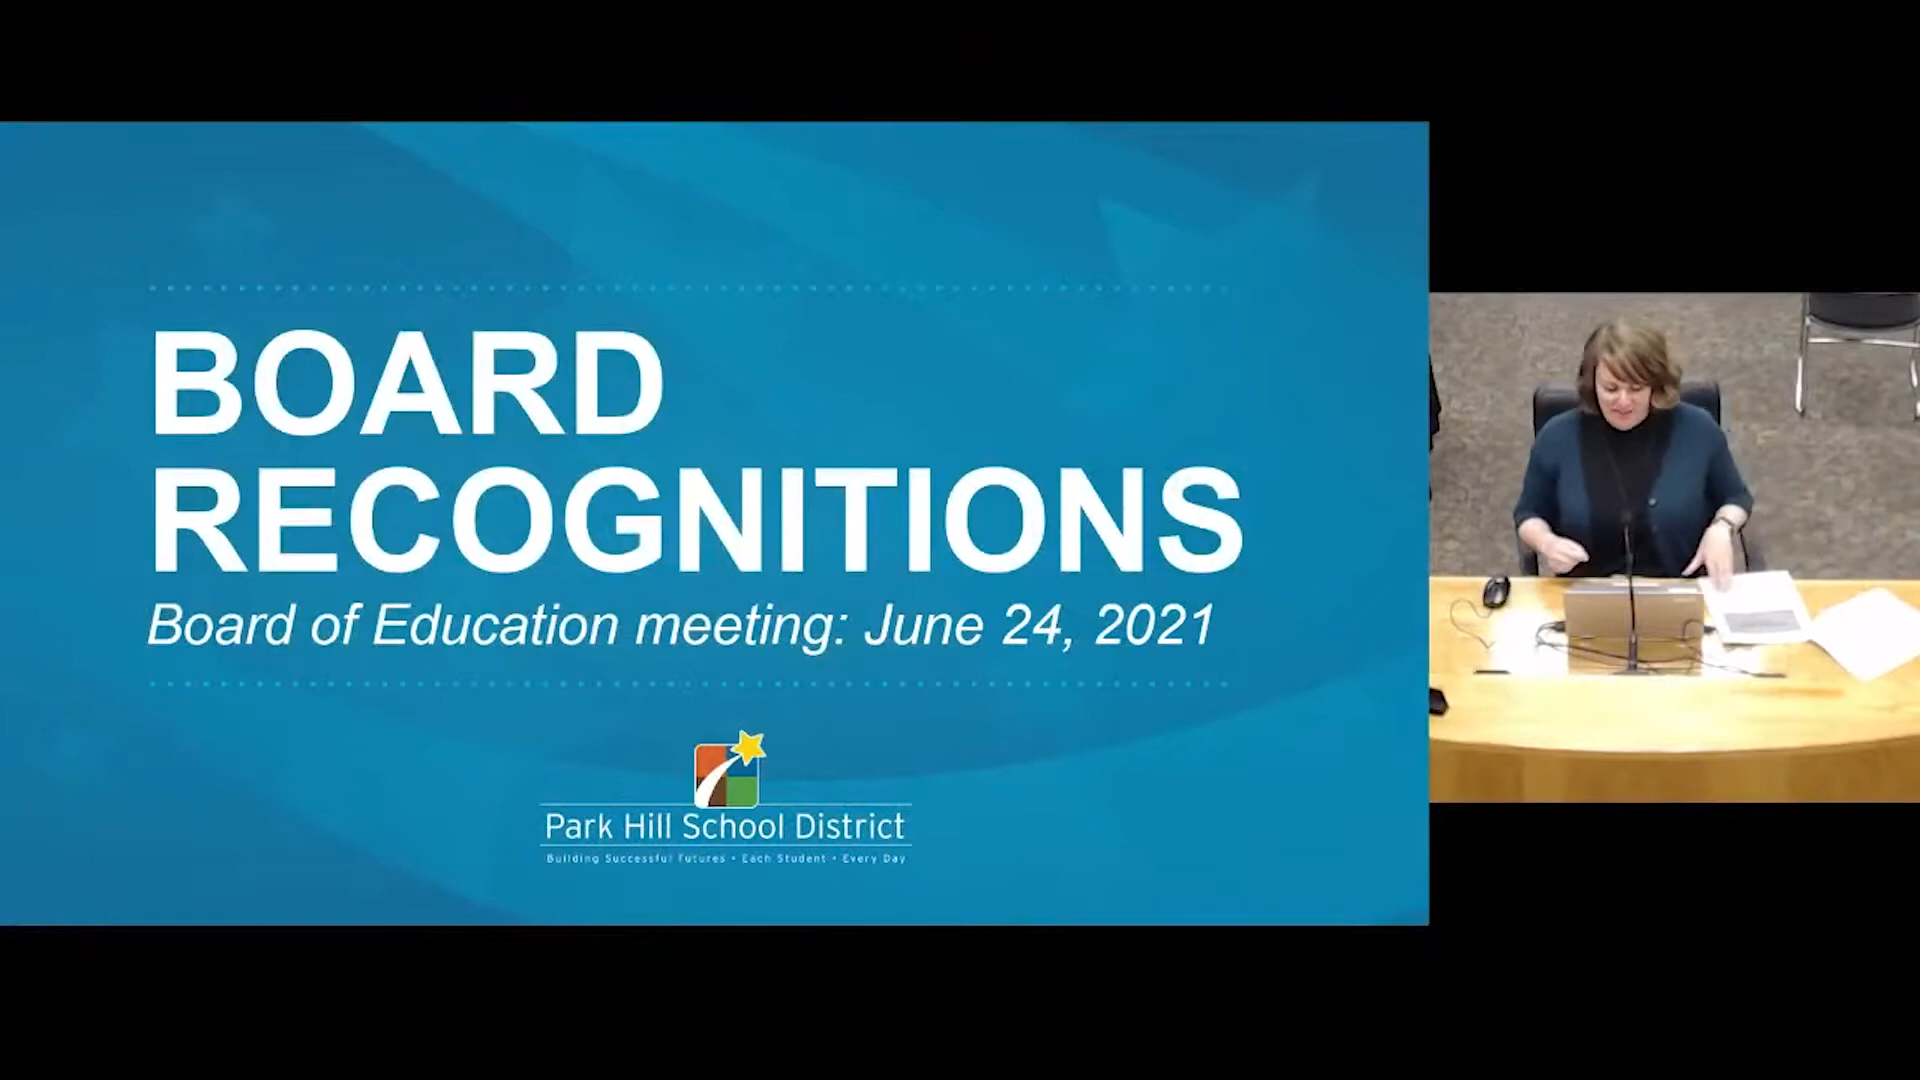 BOARD
RECOGNITIONS
Board of Education meeting: June 24, 2021
Park Hill School District
Building Successful Futures • Each Student • Every Day